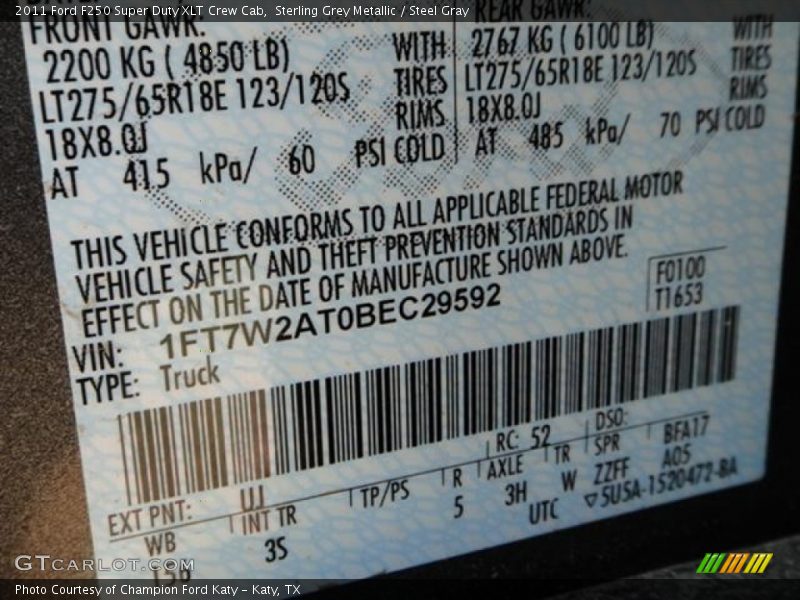 2011 Ford F250 Super Duty XLT Crew Cab, Sterling Grey Metallic / Steel Gray
FRONT GAWR:
2200 KG ( 4850 LB) WITH
LT275/65R18E 123/120S TIRES
18X8.0J RIMS
AT 415 kPa/ 60 PSI COLD
REAR GAWR:
2767 KG ( 6100 LB) WITH
LT275/65R18E 123/120S TIRES
18X8.0J RIMS
AT 485 kPa/ 70 PSI COLD
THIS VEHICLE CONFORMS TO ALL APPLICABLE FEDERAL MOTOR
VEHICLE SAFETY AND THEFT PREVENTION STANDARDS IN
EFFECT ON THE DATE OF MANUFACTURE SHOWN ABOVE.
F0100
T1653
VIN: 1FT7W2AT0BEC29592
TYPE: Truck
EXT PNT: UJ RC: 52 DSO:
WB INT TR TP/PS R AXLE TR SPR BFA17
156 3S 5 3H W ZZFF A05
UTC ▽5U5A-1520472-BA
GTCARLOT.COM
Photo Courtesy of Champion Ford Katy – Katy, TX